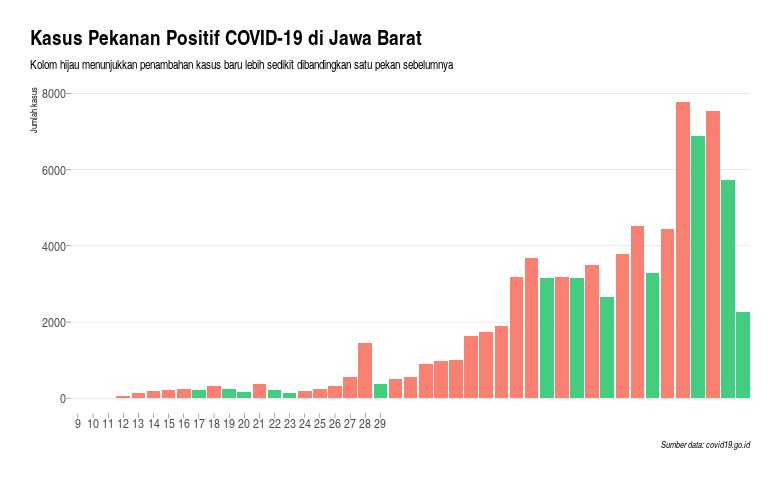 Kasus Pekanan Positif COVID-19 di Jawa Barat
Kolom hijau menunjukkan penambahan kasus baru lebih sedikit dibandingkan satu pekan sebelumnya
Jumlah kasus
8000
6000
4000
2000
0
9 10 11 12 13 14 15 16 17 18 19 20 21 22 23 24 25 26 27 28 29
Sumber data: covid19.go.id